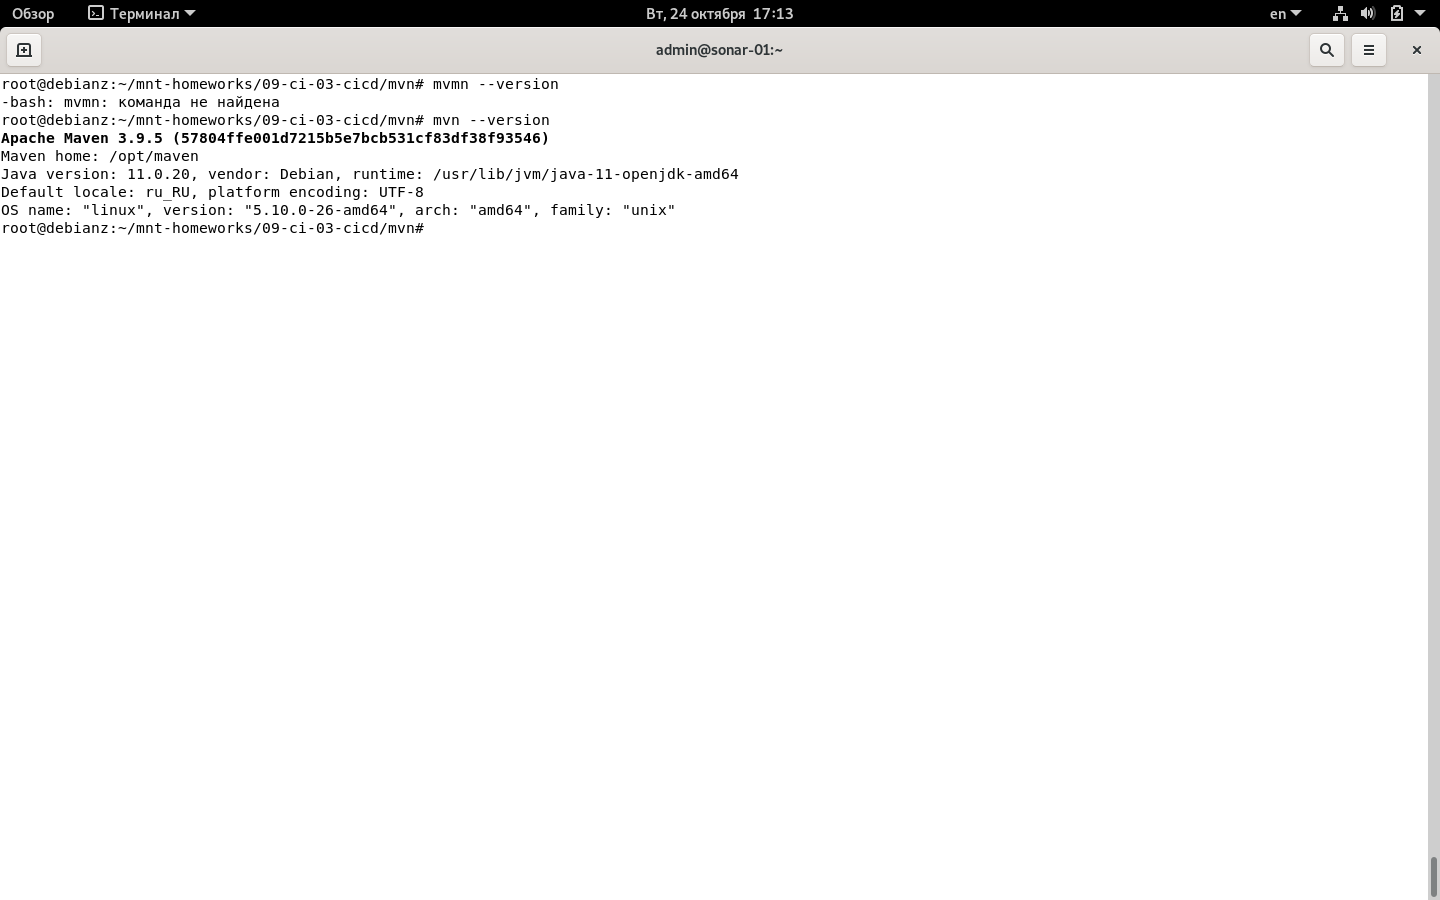 Обзор Терминал Вт, 24 октября 17:13 en
admin@sonar-01:~
root@debianz:~/mnt-homeworks/09-ci-03-cicd/mvn# mvmn --version
-bash: mvmn: команда не найдена
root@debianz:~/mnt-homeworks/09-ci-03-cicd/mvn# mvn --version
Apache Maven 3.9.5 (57804ffe001d7215b5e7bcb531cf83df38f93546)
Maven home: /opt/maven
Java version: 11.0.20, vendor: Debian, runtime: /usr/lib/jvm/java-11-openjdk-amd64
Default locale: ru_RU, platform encoding: UTF-8
OS name: "linux", version: "5.10.0-26-amd64", arch: "amd64", family: "unix"
root@debianz:~/mnt-homeworks/09-ci-03-cicd/mvn#